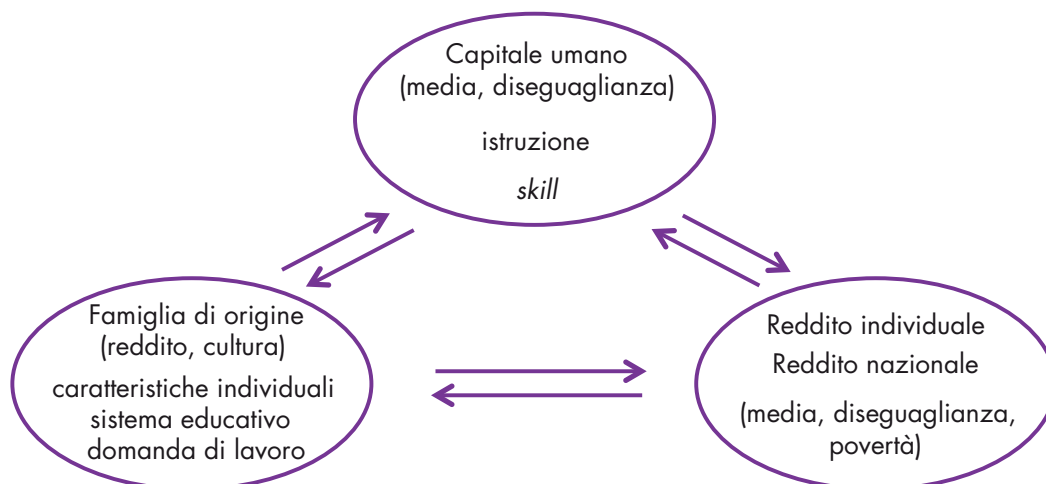 Capitale umano
(media, diseguaglianza)
istruzione
skill
Famiglia di origine
(reddito, cultura)
caratteristiche individuali
sistema educativo
domanda di lavoro
Reddito individuale
Reddito nazionale
(media, diseguaglianza,
povertà)